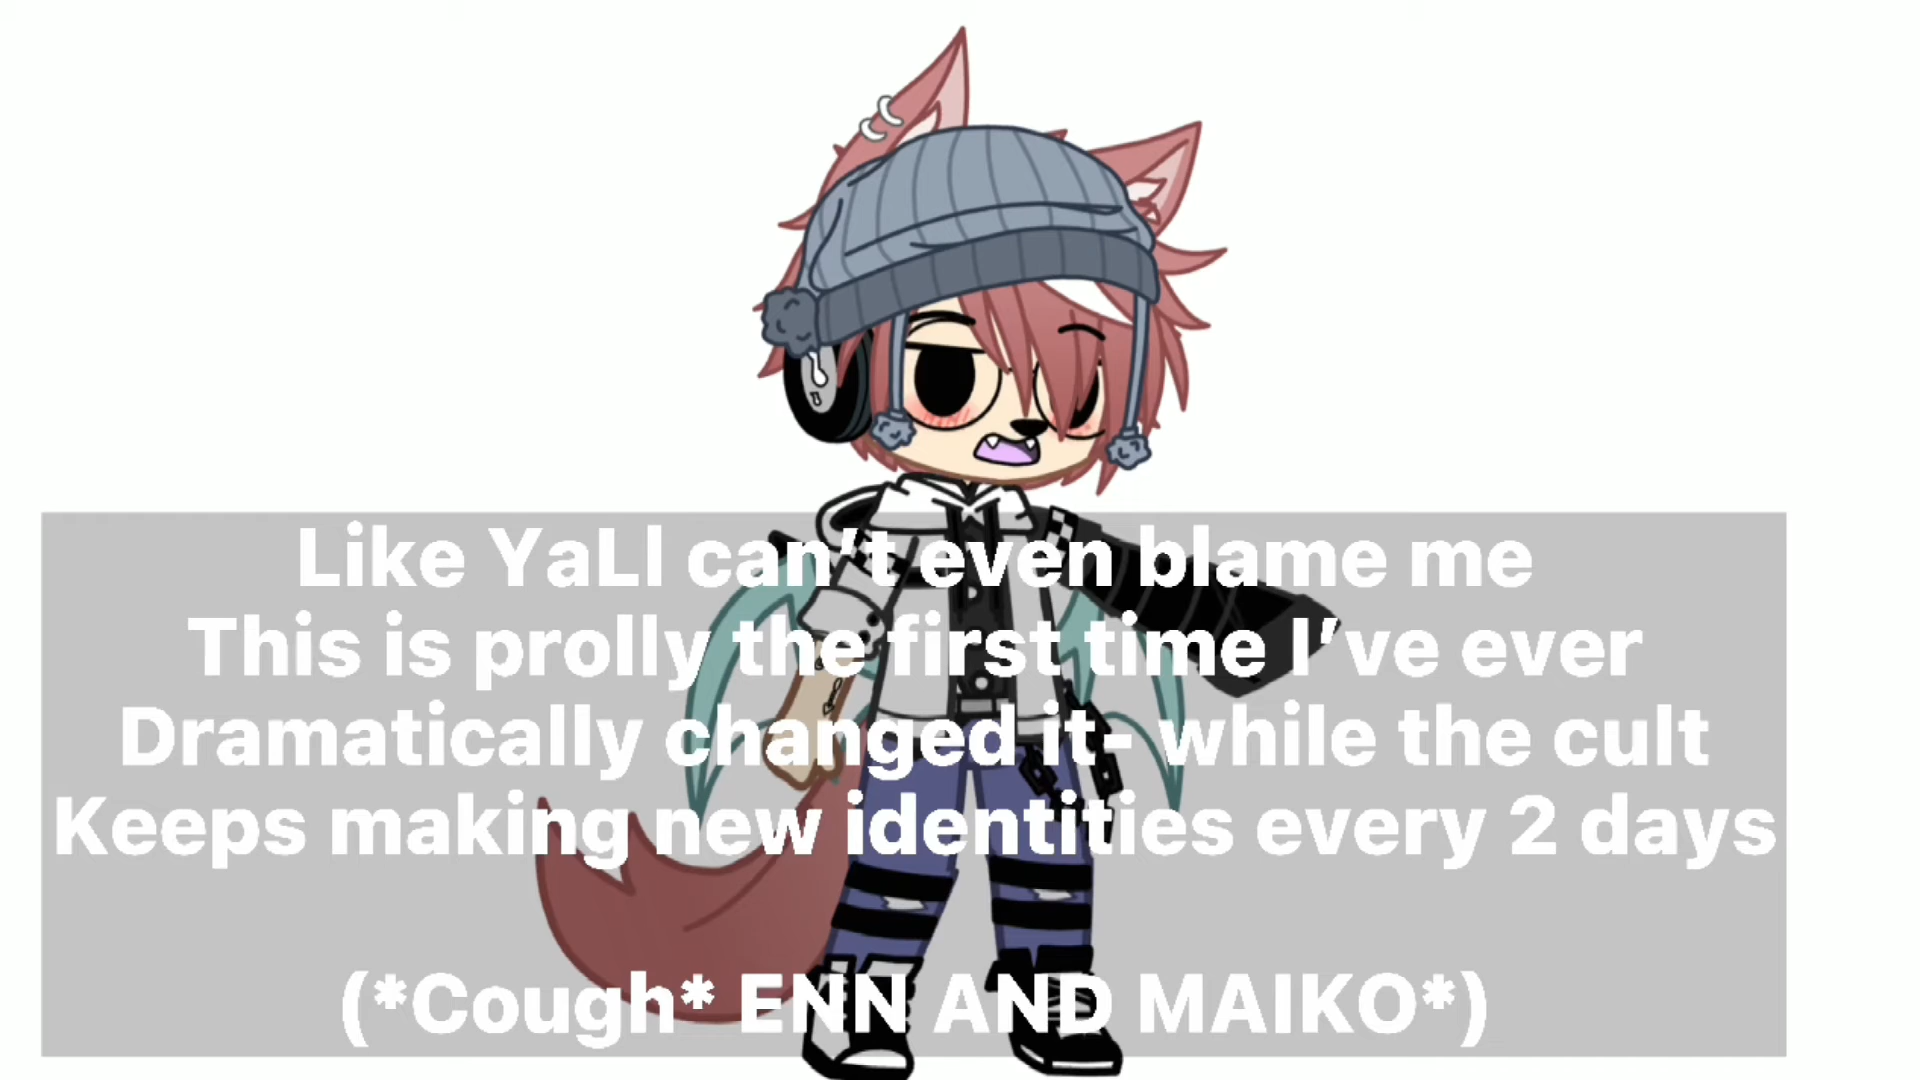 Like YaLl can’t even blame me
This is prolly the first time I’ve ever
Dramatically changed it- while the cult
Keeps making new identities every 2 days
(*Cough* ENN AND MAIKO*)